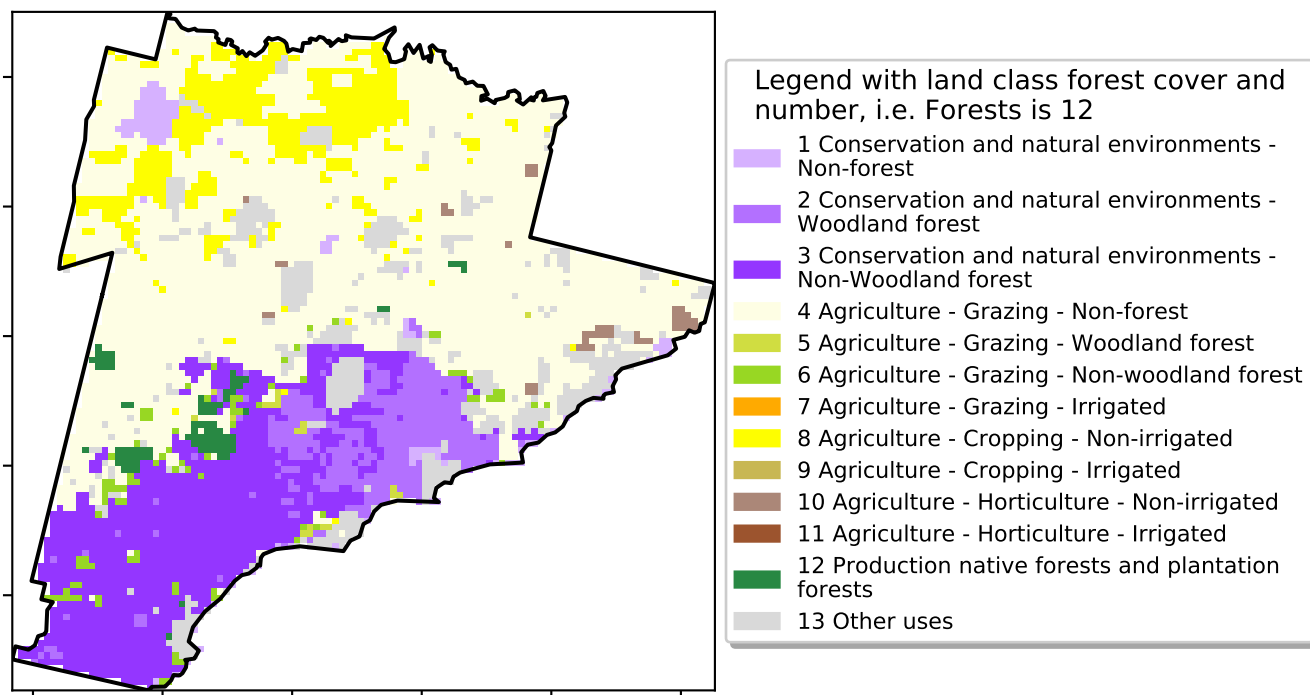 Legend with land class forest cover and
number, i.e. Forests is 12
1 Conservation and natural environments -
Non-forest
2 Conservation and natural environments -
Woodland forest
3 Conservation and natural environments -
Non-Woodland forest
4 Agriculture - Grazing - Non-forest
5 Agriculture - Grazing - Woodland forest
6 Agriculture - Grazing - Non-woodland forest
7 Agriculture - Grazing - Irrigated
8 Agriculture - Cropping - Non-irrigated
9 Agriculture - Cropping - Irrigated
10 Agriculture - Horticulture - Non-irrigated
11 Agriculture - Horticulture - Irrigated
12 Production native forests and plantation
forests
13 Other uses